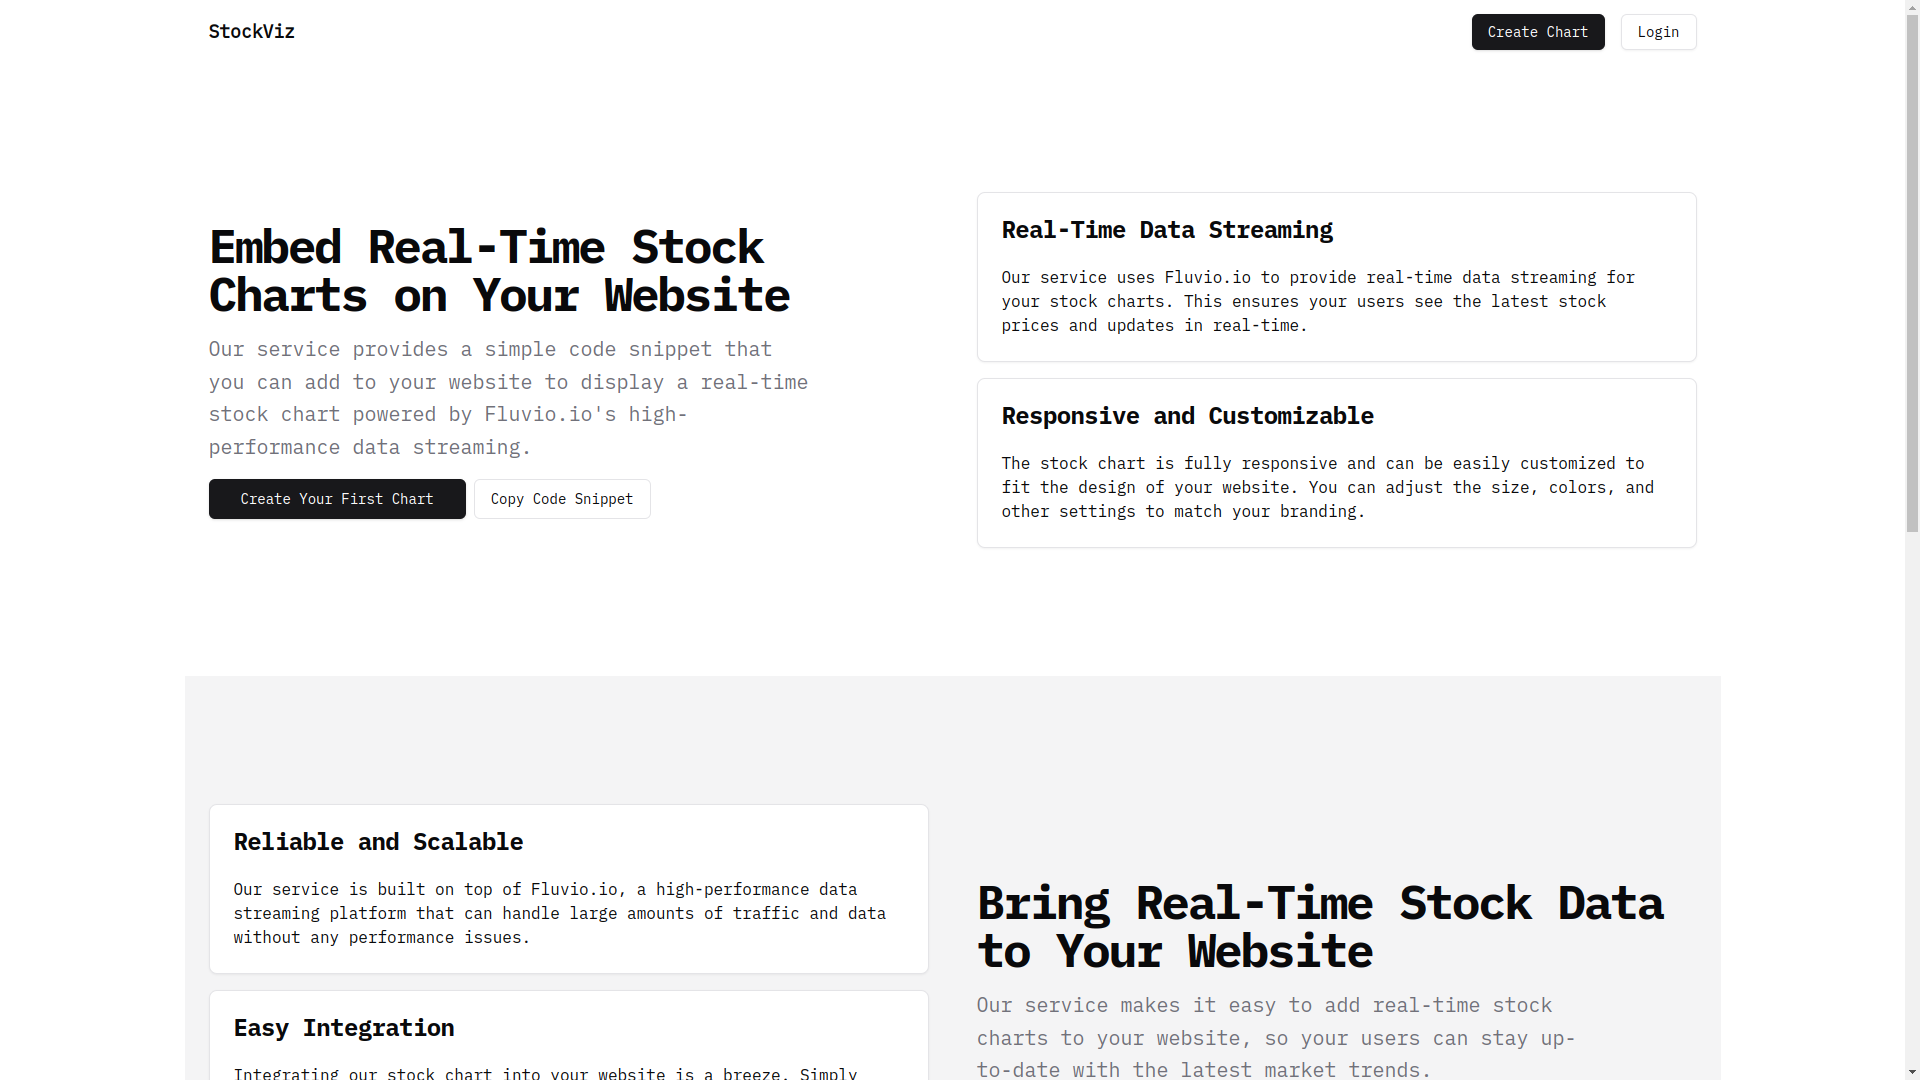 StockViz
Create Chart
Login
Embed Real-Time Stock
Charts on Your Website
Our service provides a simple code snippet that
you can add to your website to display a real-time
stock chart powered by Fluvio.io's high-
performance data streaming.
Create Your First Chart
Copy Code Snippet
Real-Time Data Streaming
Our service uses Fluvio.io to provide real-time data streaming for
your stock charts. This ensures your users see the latest stock
prices and updates in real-time.
Responsive and Customizable
The stock chart is fully responsive and can be easily customized to
fit the design of your website. You can adjust the size, colors, and
other settings to match your branding.
Reliable and Scalable
Our service is built on top of Fluvio.io, a high-performance data
streaming platform that can handle large amounts of traffic and data
without any performance issues.
Easy Integration
Integrating our stock chart into your website is a breeze. Simply
Bring Real-Time Stock Data
to Your Website
Our service makes it easy to add real-time stock
charts to your website, so your users can stay up-
to-date with the latest market trends.